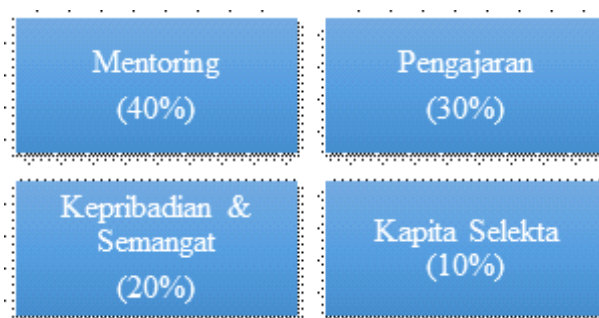 Mentoring
(40%)
Pengajaran
(30%)
Kepribadian &
Semangat
(20%)
Kapita Selekta
(10%)